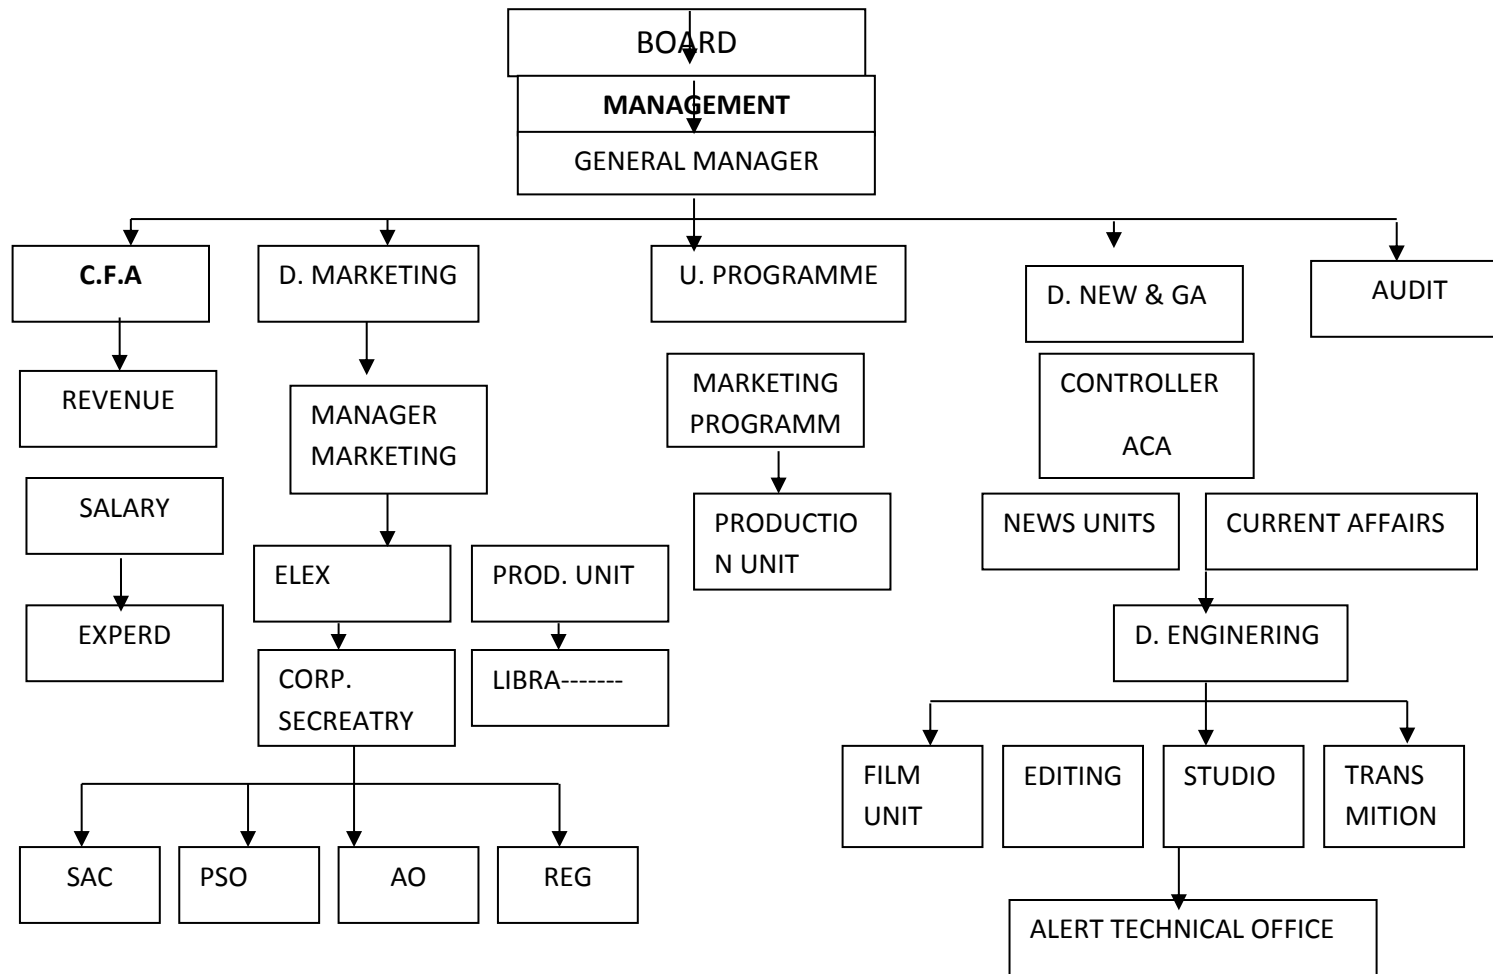 BOARD
MANAGEMENT
GENERAL MANAGER
C.F.A
D. MARKETING
U. PROGRAMME
D. NEW & GA
AUDIT
REVENUE
MANAGER
MARKETING
MARKETING
PROGRAMM
CONTROLLER
ACA
SALARY
PRODUCTIO
N UNIT
NEWS UNITS
CURRENT AFFAIRS
EXPERD
ELEX
PROD. UNIT
D. ENGINERING
CORP.
SECREATRY
LIBRA-------
FILM
UNIT
EDITING
STUDIO
TRANS
MITION
SAC
PSO
AO
REG
ALERT TECHNICAL OFFICE